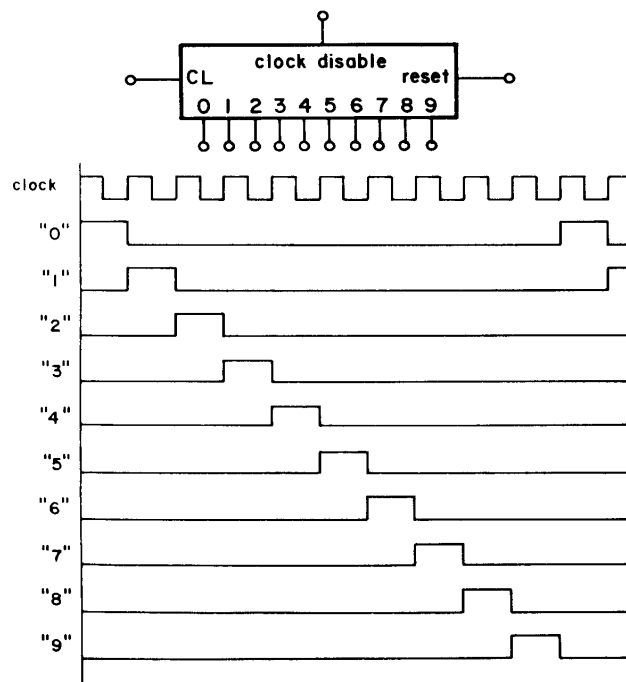 clock disable
CL reset
0 1 2 3 4 5 6 7 8 9
clock
"0"
"1"
"2"
"3"
"4"
"5"
"6"
"7"
"8"
"9"